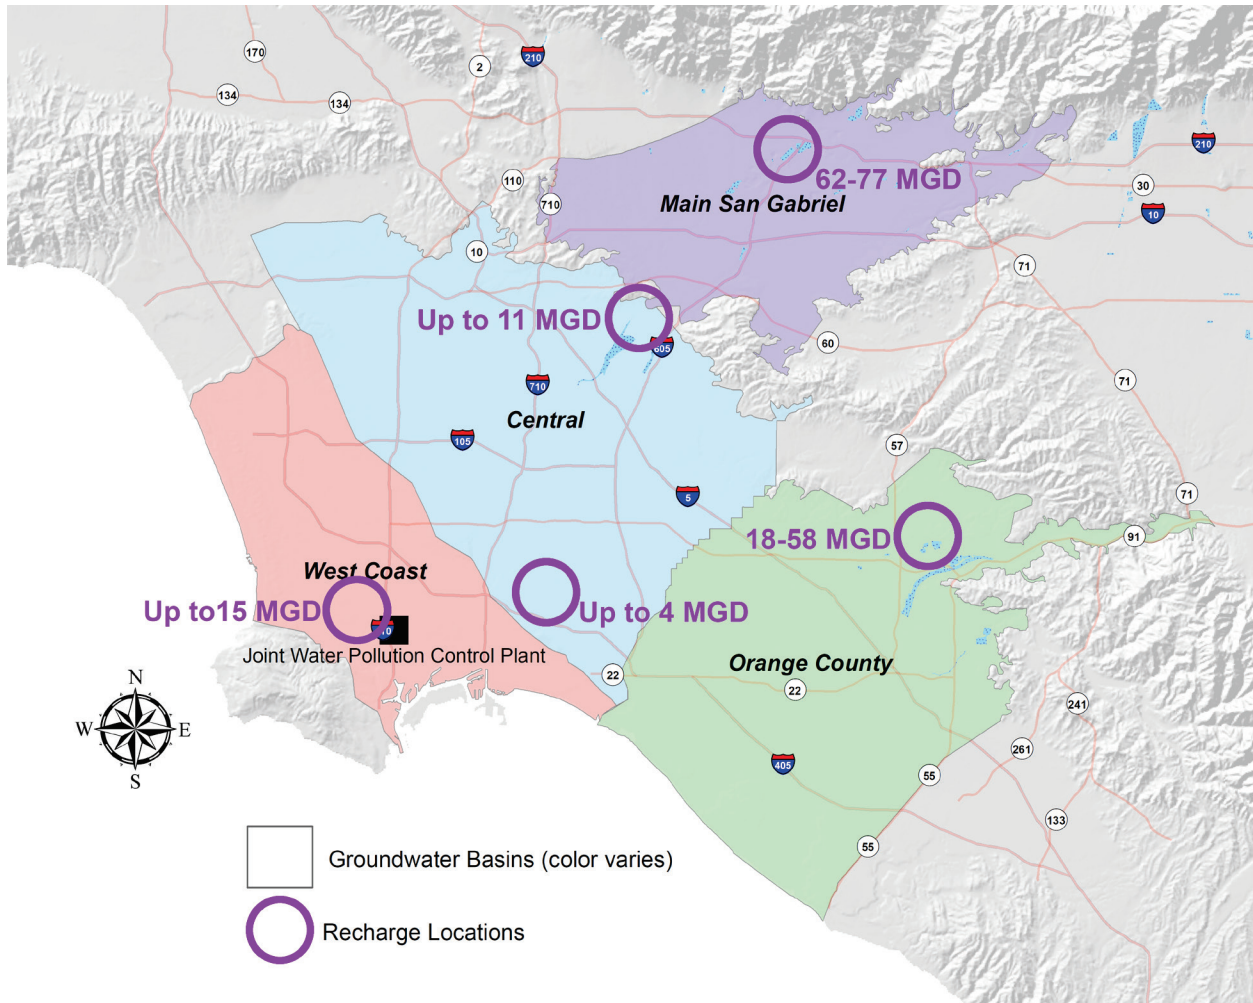 210
170
2
134
134
210
62-77 MGD
110
30
710
Main San Gabriel
10
10
71
Up to 11 MGD
605
60
710
71
Central
105
57
5
71
18-58 MGD
91
West Coast
Up to15 MGD
Up to 4 MGD
Joint Water Pollution Control Plant
Orange County
22
22
N
W
E
S
241
261
405
55
133
55
Groundwater Basins (color varies)
Recharge Locations